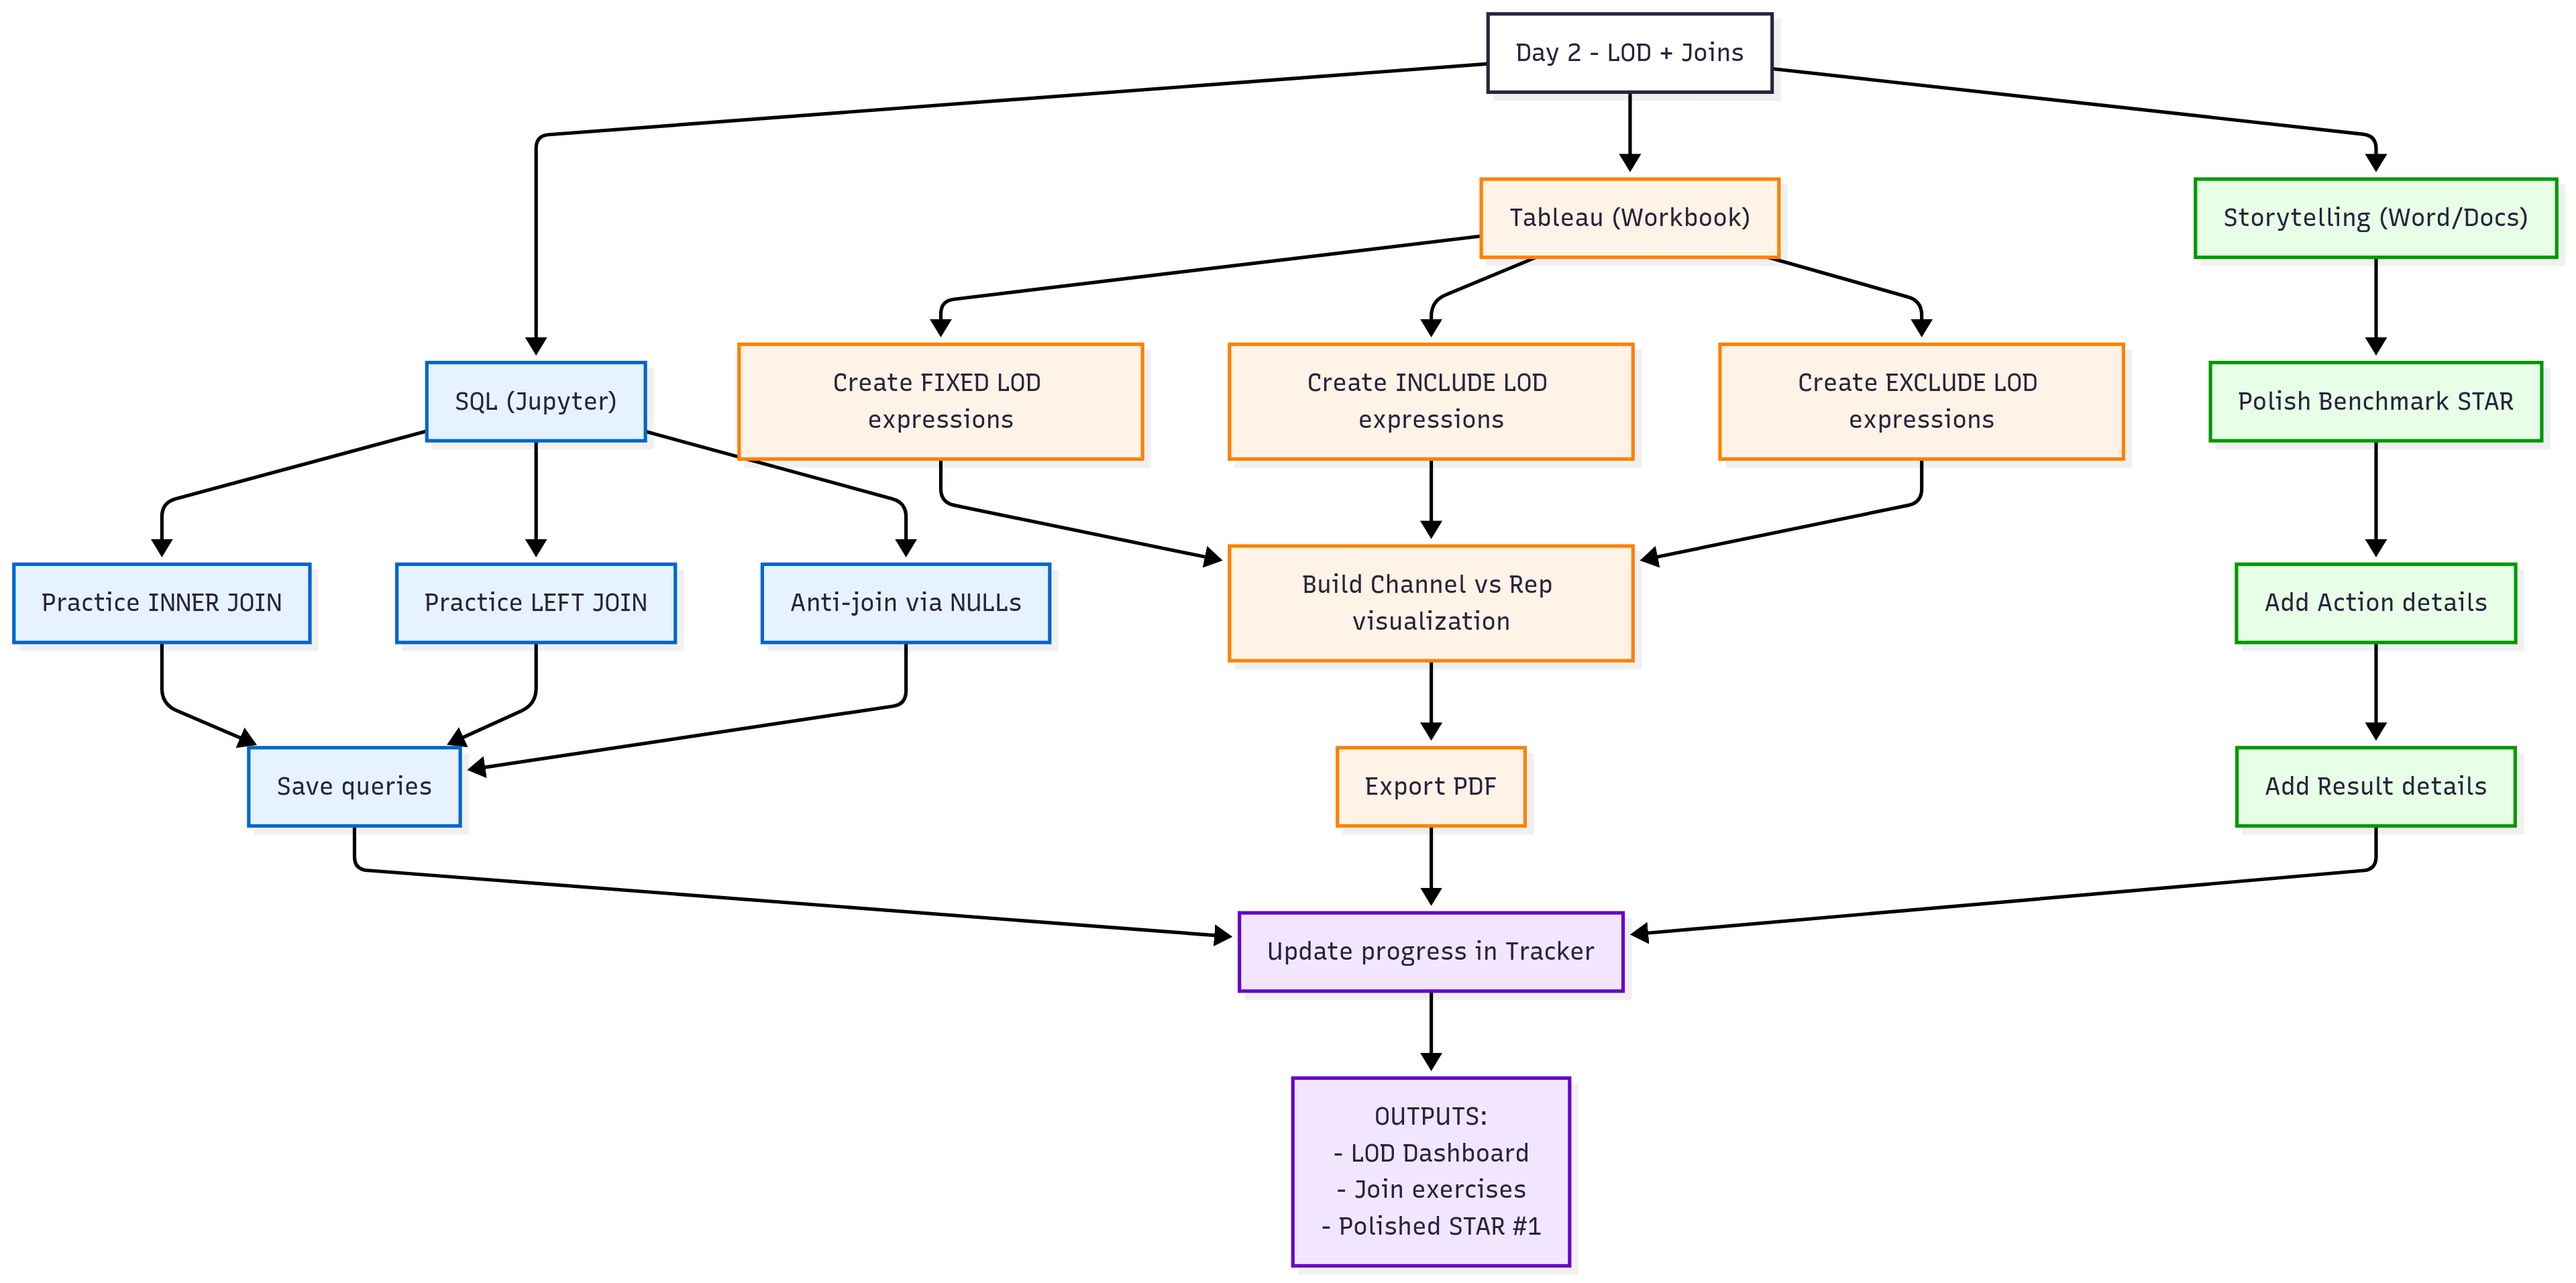 Day 2 - LOD + Joins
Tableau (Workbook)
Storytelling (Word/Docs)
SQL (Jupyter)
Create FIXED LOD
expressions
Create INCLUDE LOD
expressions
Create EXCLUDE LOD
expressions
Polish Benchmark STAR
Practice INNER JOIN
Practice LEFT JOIN
Anti-join via NULLs
Build Channel vs Rep
visualization
Add Action details
Save queries
Export PDF
Add Result details
Update progress in Tracker
OUTPUTS:
- LOD Dashboard
- Join exercises
- Polished STAR #1